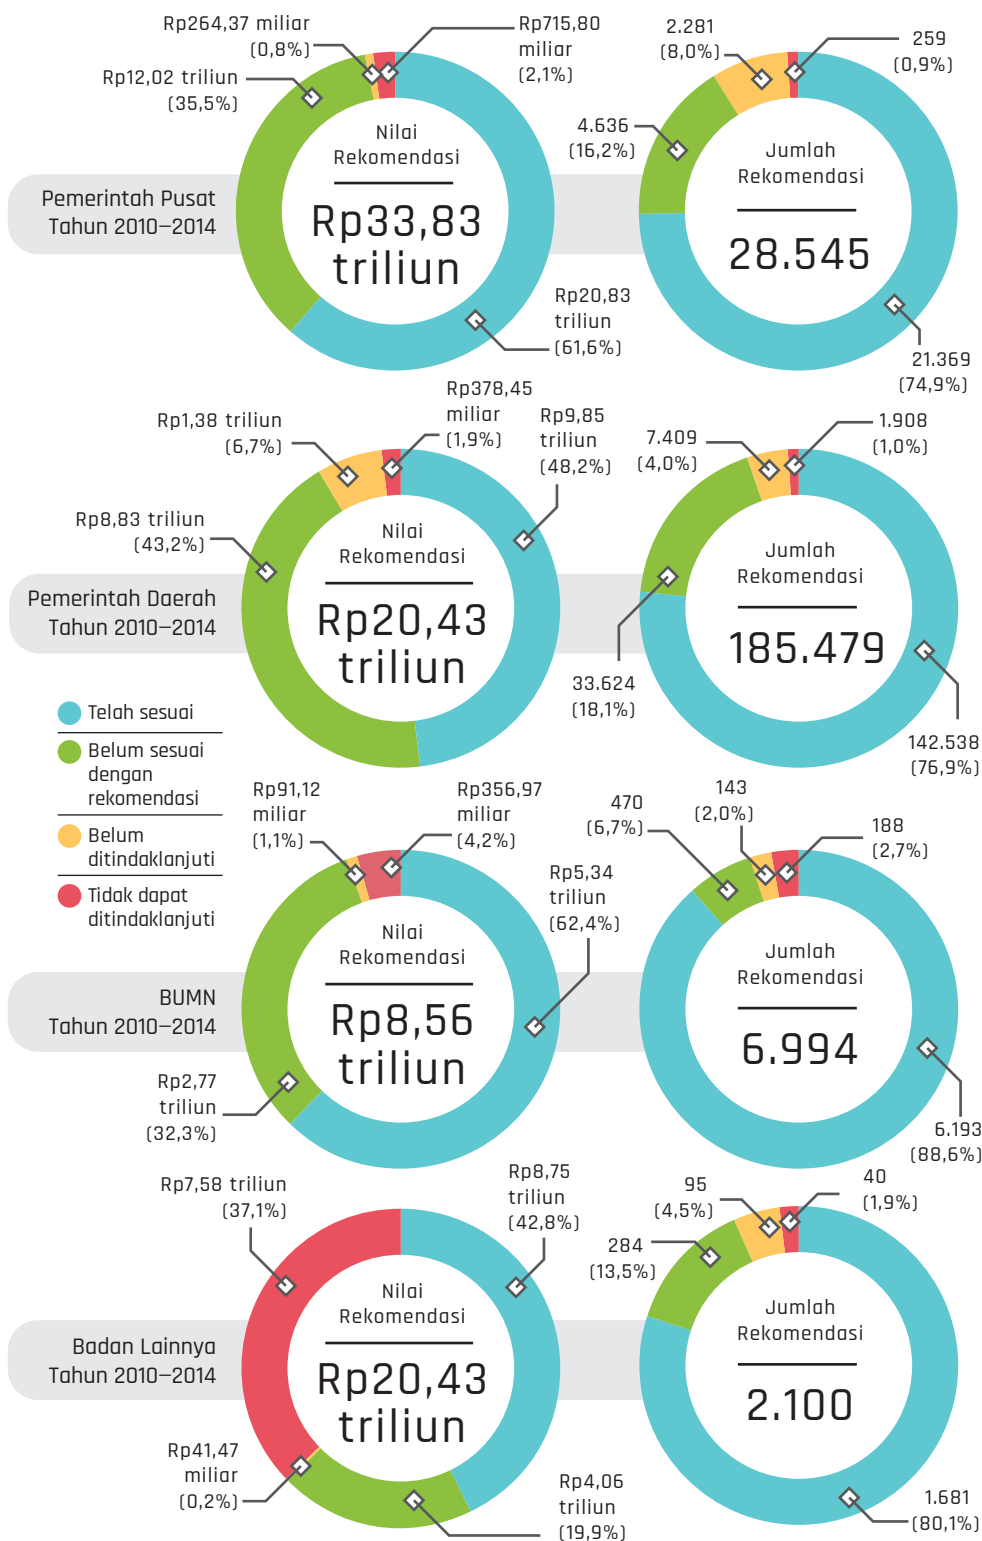 Rp264,37 miliar
(0,8%)
Rp715,80
miliar
(2,1%)
Rp12,02 triliun
(35,5%)
Nilai
Rekomendasi
Rp33,83
triliun
Rp20,83
triliun
(61,6%)
Pemerintah Pusat
Tahun 2010–2014
2.281
(8,0%)
259
(0,9%)
4.636
(16,2%)
Jumlah
Rekomendasi
28.545
21.369
(74,9%)
Rp1,38 triliun
(6,7%)
Rp378,45
miliar
(1,9%)
Rp9,85
triliun
(48,2%)
Rp8,83 triliun
(43,2%)
Nilai
Rekomendasi
Rp20,43
triliun
Pemerintah Daerah
Tahun 2010–2014
7.409
(4,0%)
1.908
(1,0%)
Jumlah
Rekomendasi
185.479
33.624
(18,1%)
142.538
(76,9%)
Telah sesuai
Belum sesuai
dengan
rekomendasi
Belum
ditindaklanjuti
Tidak dapat
ditindaklanjuti
Rp91,12
miliar
(1,1%)
Rp356,97
miliar
(4,2%)
Rp5,34
triliun
(62,4%)
Nilai
Rekomendasi
Rp8,56
triliun
BUMN
Tahun 2010–2014
Rp2,77
triliun
(32,3%)
470
(6,7%)
143
(2,0%)
188
(2,7%)
Jumlah
Rekomendasi
6.994
6.193
(88,6%)
Rp7,58 triliun
(37,1%)
Rp8,75
triliun
(42,8%)
Nilai
Rekomendasi
Rp20,43
triliun
Badan Lainnya
Tahun 2010–2014
Rp41,47
miliar
(0,2%)
Rp4,06
triliun
(19,9%)
95
(4,5%)
40
(1,9%)
284
(13,5%)
Jumlah
Rekomendasi
2.100
1.681
(80,1%)